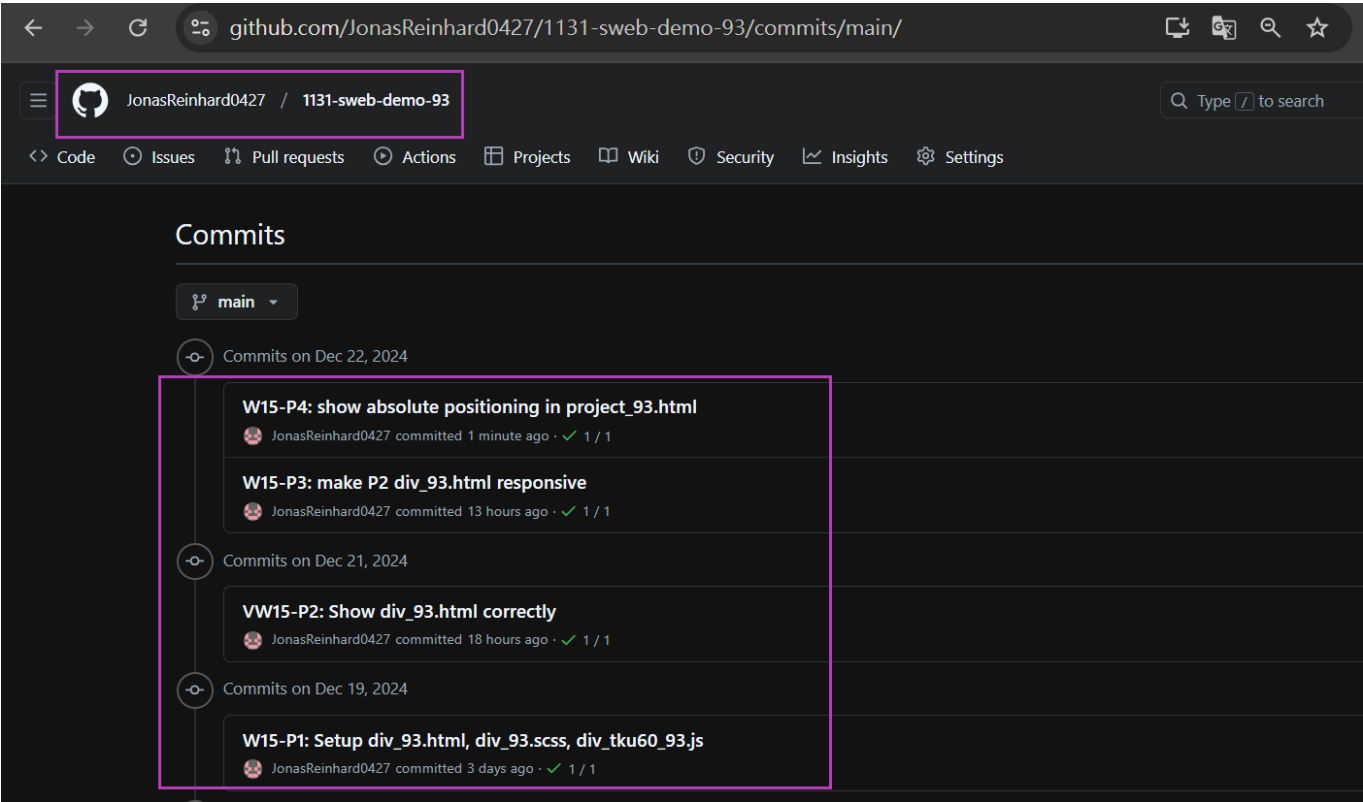 github.com/JonasReinhard0427/1131-sweb-demo-93/commits/main/
JonasReinhard0427 / 1131-sweb-demo-93
Type / to search
<> Code Issues Pull requests Actions Projects Wiki Security Insights Settings
Commits
main
Commits on Dec 22, 2024
W15-P4: show absolute positioning in project_93.html
JonasReinhard0427 committed 1 minute ago · ✓ 1 / 1
W15-P3: make P2 div_93.html responsive
JonasReinhard0427 committed 13 hours ago · ✓ 1 / 1
Commits on Dec 21, 2024
VW15-P2: Show div_93.html correctly
JonasReinhard0427 committed 18 hours ago · ✓ 1 / 1
Commits on Dec 19, 2024
W15-P1: Setup div_93.html, div_93.scss, div_tku60_93.js
JonasReinhard0427 committed 3 days ago · ✓ 1 / 1